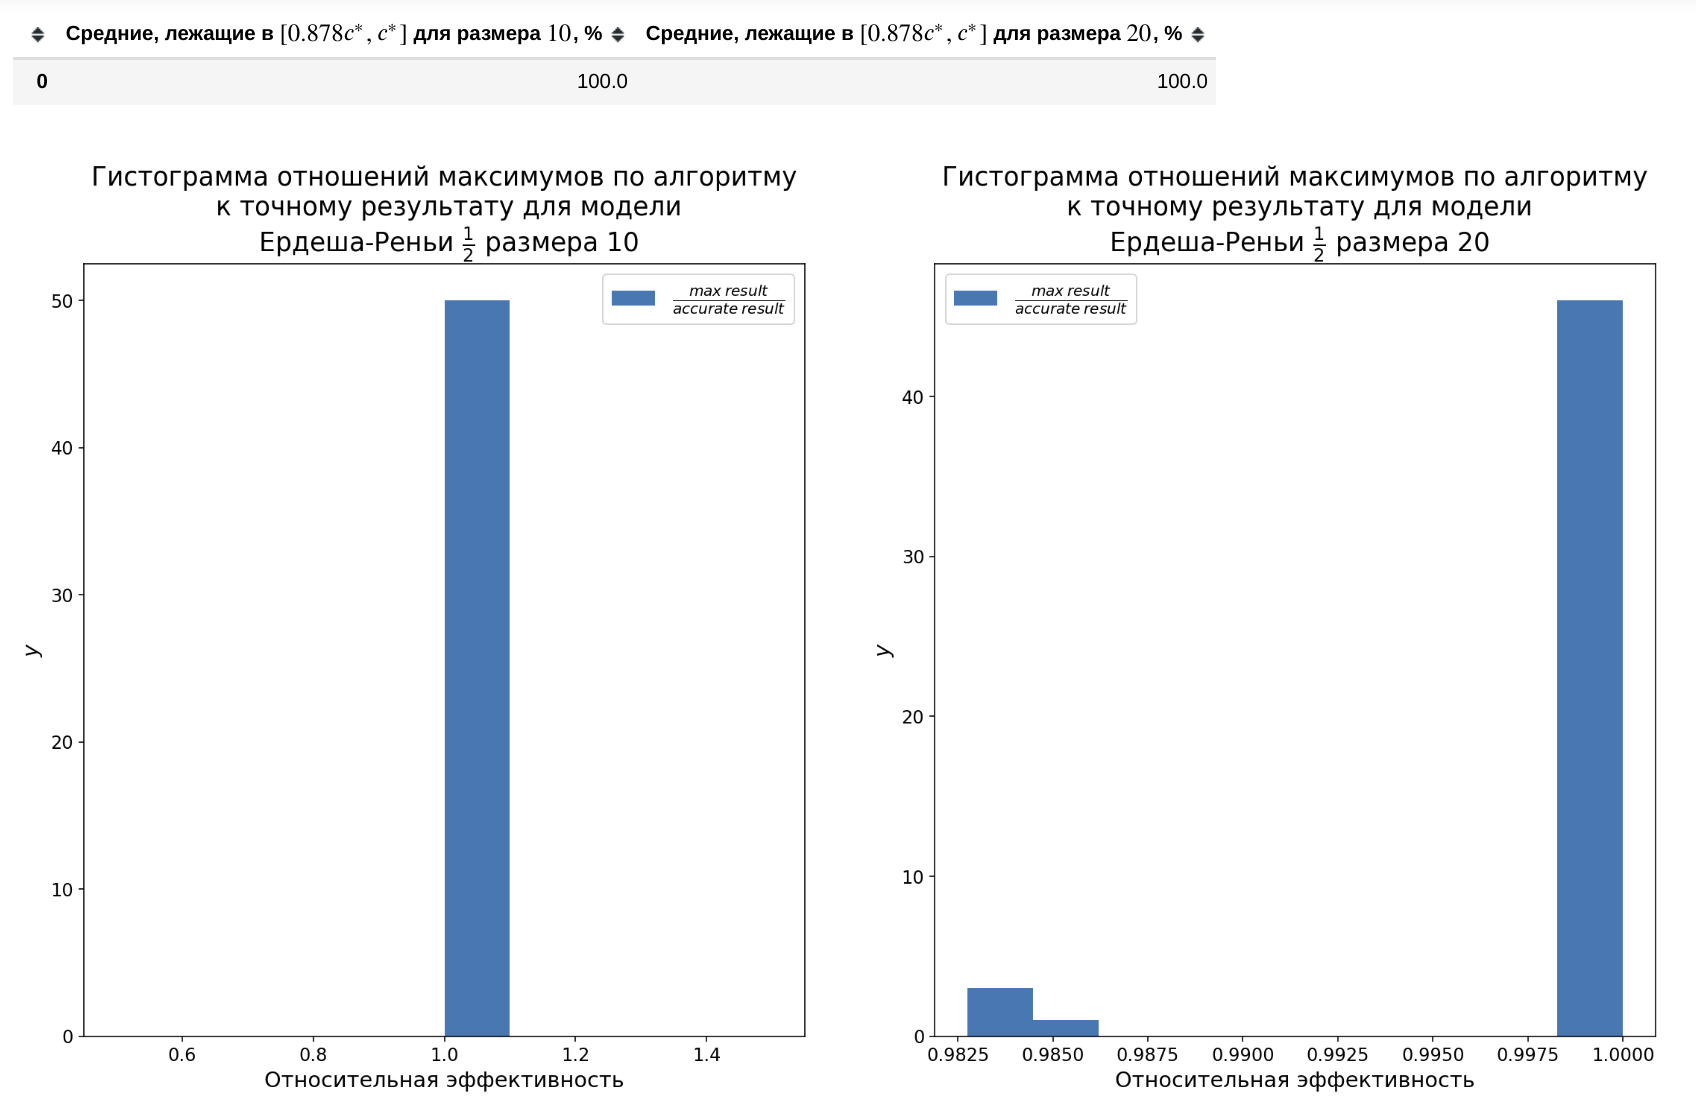 Средние, лежащие в [0.878c*, c*] для размера 10, % Средние, лежащие в [0.878c*, c*] для размера 20, %
0 100.0 100.0
Гистограмма отношений максимумов по алгоритму
к точному результату для модели
Ердеша-Реньи 1/2 размера 10
max result
accurate result
50
40
30
20
10
0
y
0.6 0.8 1.0 1.2 1.4
Относительная эффективность
Гистограмма отношений максимумов по алгоритму
к точному результату для модели
Ердеша-Реньи 1/2 размера 20
max result
accurate result
40
30
20
10
0
y
0.9825 0.9850 0.9875 0.9900 0.9925 0.9950 0.9975 1.0000
Относительная эффективность